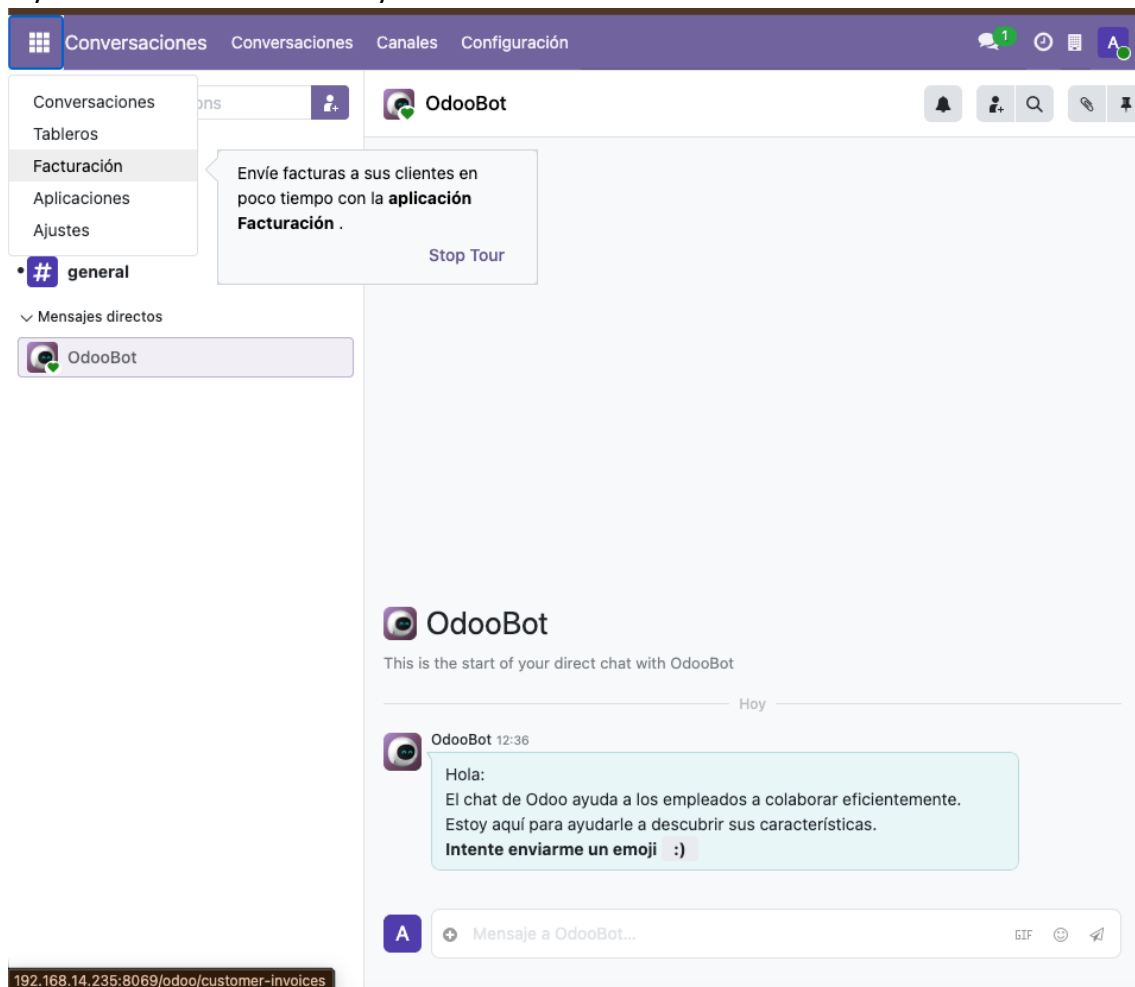 Conversaciones Conversaciones Canales Configuración 1 A
Conversaciones
Tableros
Facturación
Aplicaciones
Ajustes
Envíe facturas a sus clientes en
poco tiempo con la aplicación
Facturación .
Stop Tour
# general
Mensajes directos
OdooBot
OdooBot
OdooBot
This is the start of your direct chat with OdooBot
Hoy
OdooBot 12:36
Hola:
El chat de Odoo ayuda a los empleados a colaborar eficientemente.
Estoy aquí para ayudarle a descubrir sus características.
Intente enviarme un emoji :)
A Mensaje a OdooBot... GIF
192.168.14.235:8069/odoo/customer-invoices